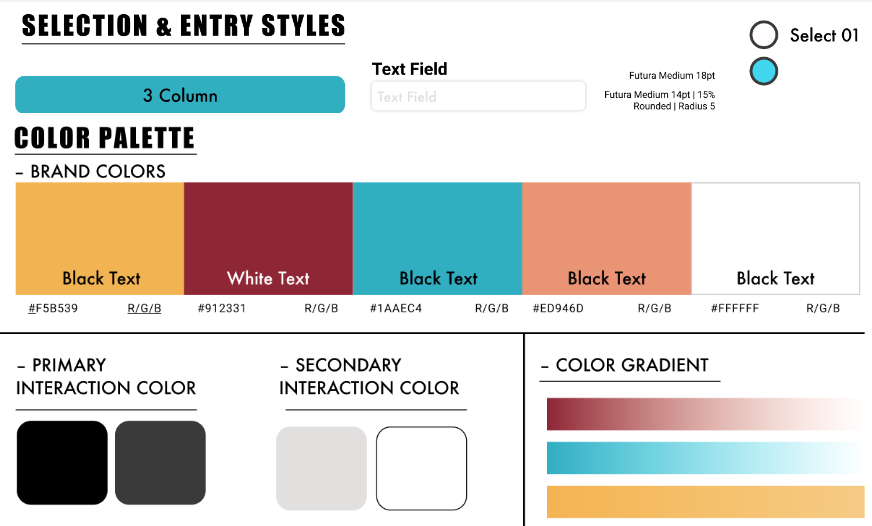 SELECTION & ENTRY STYLES
Select 01
3 Column
Text Field
Text Field
Futura Medium 18pt
Futura Medium 14pt | 15%
Rounded | Radius 5
COLOR PALETTE
– BRAND COLORS
Black Text
White Text
Black Text
Black Text
Black Text
#F5B539 R/G/B #912331 R/G/B #1AAEC4 R/G/B #ED946D R/G/B #FFFFFF R/G/B
– PRIMARY
INTERACTION COLOR
– SECONDARY
INTERACTION COLOR
– COLOR GRADIENT